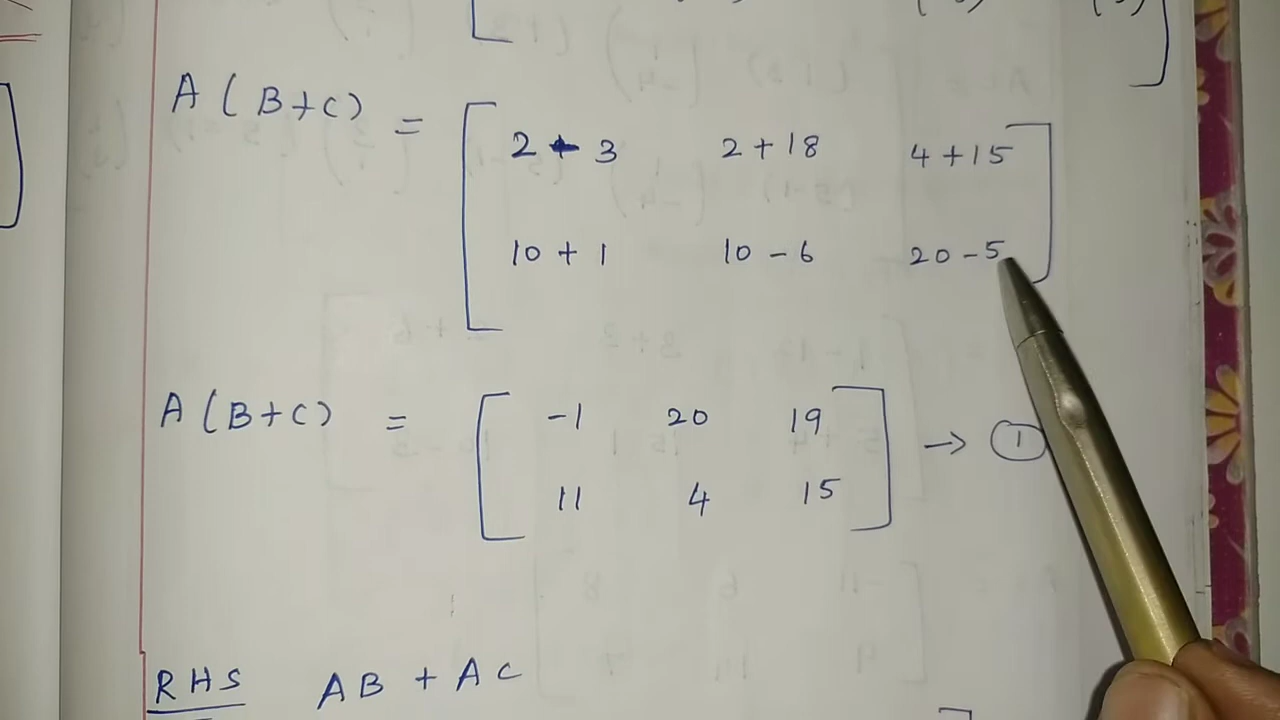 A(B+C) = [ 2 - 3 2+18 4+15
10+1 10-6 20-5 ]
A(B+C) = [ -1 20 19
11 4 15 ] → ①
RHS AB + AC